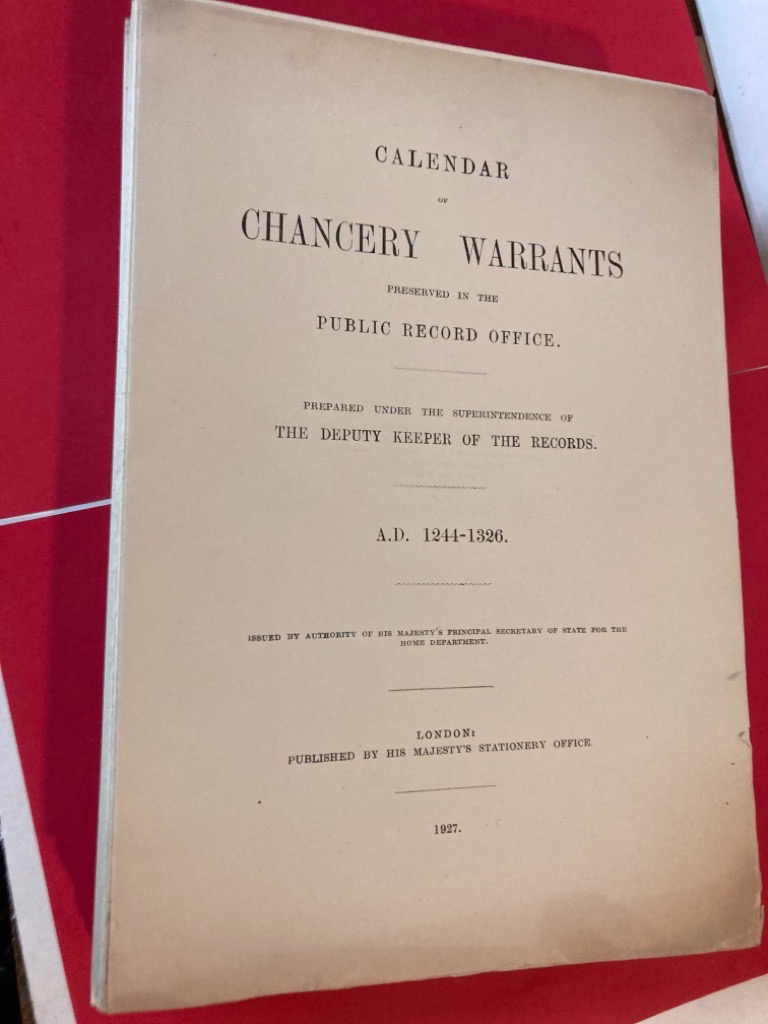 CALENDAR
OF
CHANCERY WARRANTS
PRESERVED IN THE
PUBLIC RECORD OFFICE.
PREPARED UNDER THE SUPERINTENDENCE OF
THE DEPUTY KEEPER OF THE RECORDS.
A.D. 1244-1326.
ISSUED BY AUTHORITY OF HIS MAJESTY'S PRINCIPAL SECRETARY OF STATE FOR THE
HOME DEPARTMENT.
LONDON:
PUBLISHED BY HIS MAJESTY'S STATIONERY OFFICE
1927.